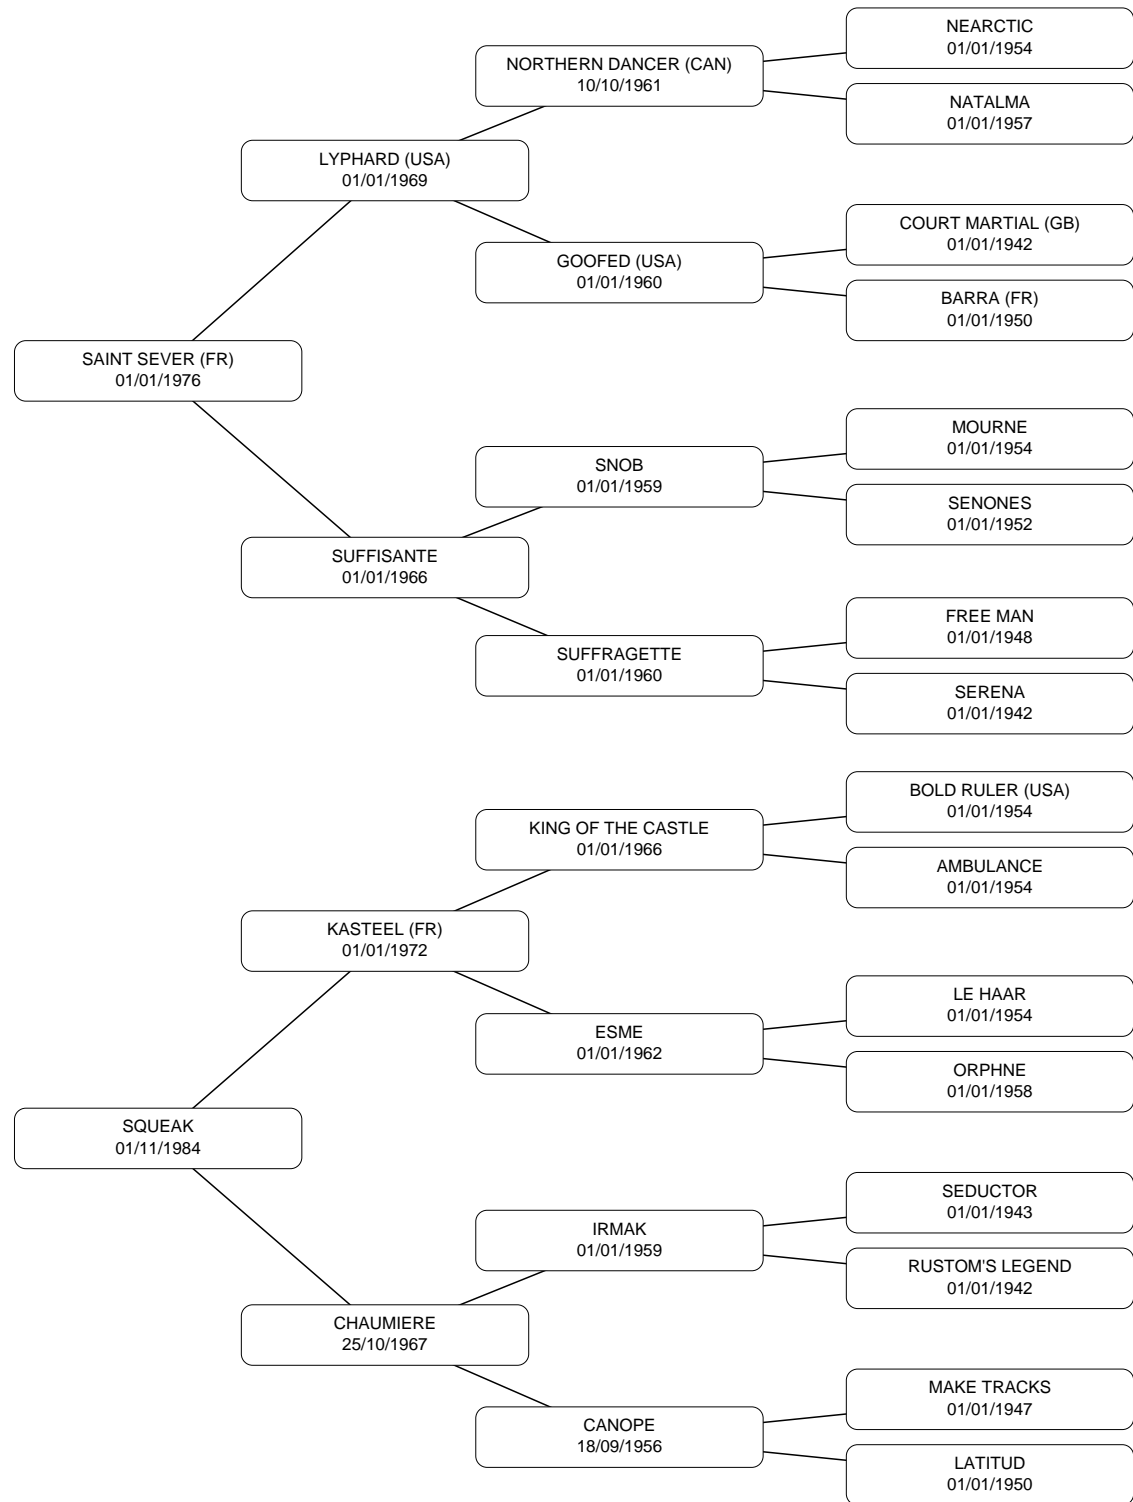 NEARCTIC
01/01/1954
NORTHERN DANCER (CAN)
10/10/1961
NATALMA
01/01/1957
LYPHARD (USA)
01/01/1969
COURT MARTIAL (GB)
01/01/1942
GOOFED (USA)
01/01/1960
BARRA (FR)
01/01/1950
SAINT SEVER (FR)
01/01/1976
MOURNE
01/01/1954
SNOB
01/01/1959
SENONES
01/01/1952
SUFFISANTE
01/01/1966
FREE MAN
01/01/1948
SUFFRAGETTE
01/01/1960
SERENA
01/01/1942
BOLD RULER (USA)
01/01/1954
KING OF THE CASTLE
01/01/1966
AMBULANCE
01/01/1954
KASTEEL (FR)
01/01/1972
LE HAAR
01/01/1954
ESME
01/01/1962
ORPHNE
01/01/1958
SQUEAK
01/11/1984
SEDUCTOR
01/01/1943
IRMAK
01/01/1959
RUSTOM'S LEGEND
01/01/1942
CHAUMIERE
25/10/1967
MAKE TRACKS
01/01/1947
CANOPE
18/09/1956
LATITUD
01/01/1950